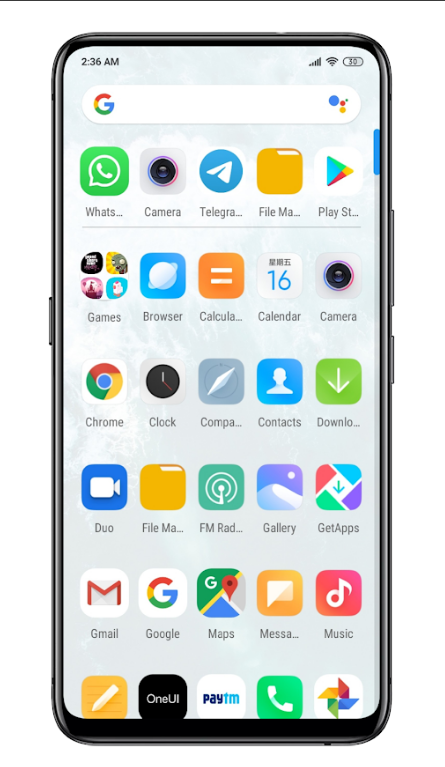 2:36 AM
30
Whats...
Camera
Telegra...
File Ma...
Play St...
Games
Browser
星期五
16
Calcula...
Calendar
Camera
Chrome
Clock
Compa...
Contacts
Downlo...
Duo
File Ma...
FM Rad...
Gallery
GetApps
G
Gmail
Google
Maps
Messa...
Music
OneUI
paytm